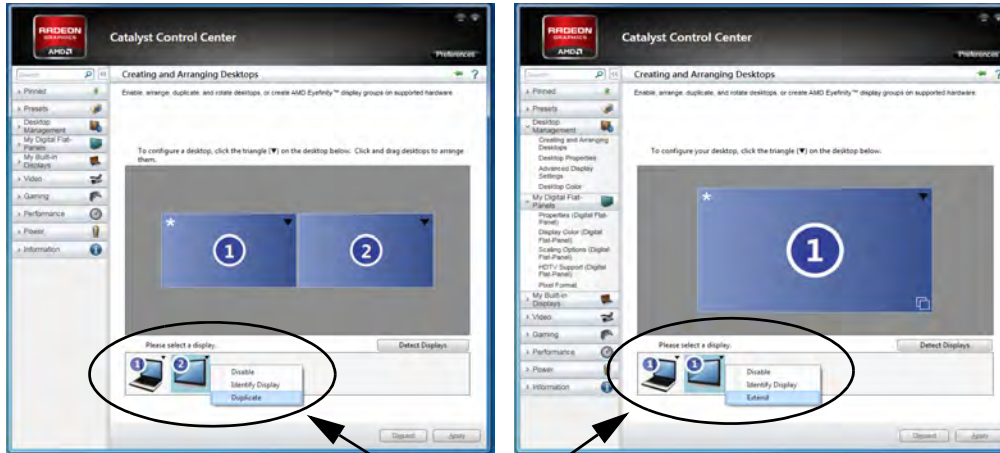 RADEON
GRAPHICS
AMD
Catalyst Control Center
Preferences
Search
Creating and Arranging Desktops
?
Pinned
Enable, arrange, duplicate, and rotate desktops, or create AMD Eyefinity™ display groups on supported hardware.
Presets
Desktop
Management
My Digital Flat-
Panels
My Built-in
Displays
Video
Gaming
Performance
Power
Information
To configure a desktop, click the triangle (▼) on the desktop below. Click and drag desktops to arrange
them.
*
1
2
Please select a display.
Detect Displays
1
2
Disable
Identify Display
Duplicate
Discard
Apply
RADEON
GRAPHICS
AMD
Catalyst Control Center
Preferences
Search
Creating and Arranging Desktops
?
Pinned
Enable, arrange, duplicate, and rotate desktops, or create AMD Eyefinity™ display groups on supported hardware.
Presets
Desktop
Management
Creating and Arranging
Desktops
Desktop Properties
Advanced Display
Settings
Desktop Color
My Digital Flat-
Panels
Properties (Digital Flat-
Panel)
Display Color (Digital
Flat-Panel)
Scaling Options (Digital
Flat-Panel)
HDTV Support (Digital
Flat-Panel)
Pixel Format
My Built-in
Displays
Video
Gaming
Performance
Power
Information
To configure your desktop, click the triangle (▼) on the desktop below.
*
1
Please select a display.
Detect Displays
1
1
Disable
Identify Display
Extend
Discard
Apply